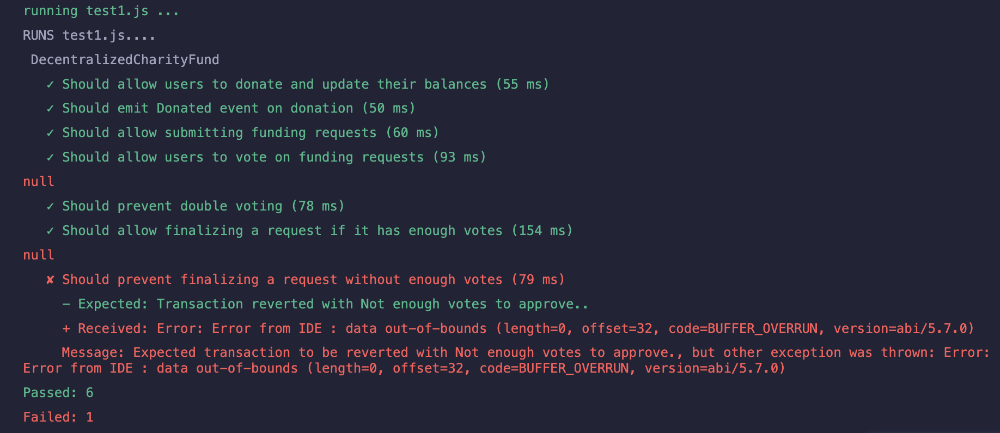 running test1.js ...
RUNS test1.js....
DecentralizedCharityFund
✓ Should allow users to donate and update their balances (55 ms)
✓ Should emit Donated event on donation (50 ms)
✓ Should allow submitting funding requests (60 ms)
✓ Should allow users to vote on funding requests (93 ms)
null
✓ Should prevent double voting (78 ms)
✓ Should allow finalizing a request if it has enough votes (154 ms)
null
✘ Should prevent finalizing a request without enough votes (79 ms)
– Expected: Transaction reverted with Not enough votes to approve..
+ Received: Error: Error from IDE : data out-of-bounds (length=0, offset=32, code=BUFFER_OVERRUN, version=abi/5.7.0)
Message: Expected transaction to be reverted with Not enough votes to approve., but other exception was thrown: Error:
Error from IDE : data out-of-bounds (length=0, offset=32, code=BUFFER_OVERRUN, version=abi/5.7.0)
Passed: 6
Failed: 1